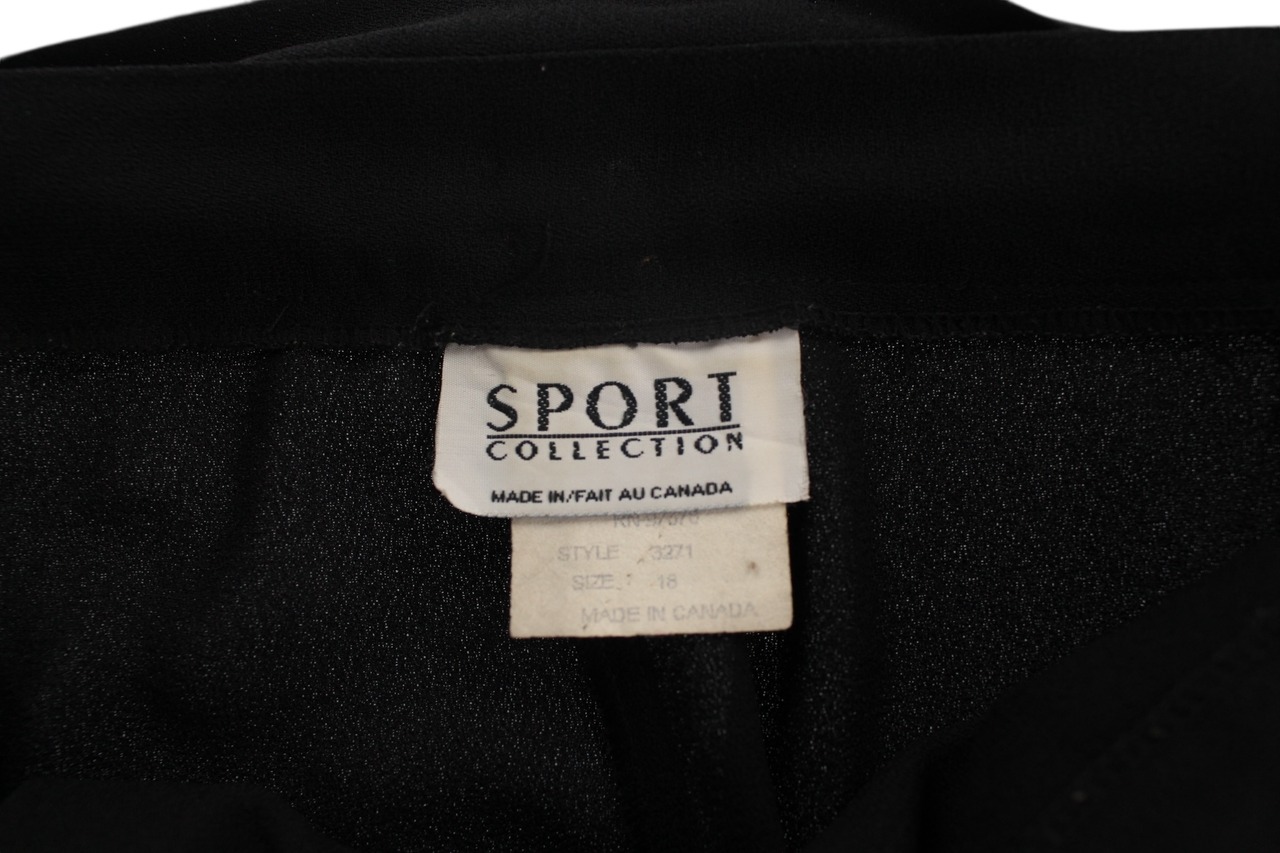 SPORT
COLLECTION
MADE IN/FAIT AU CANADA
STYLE 3271
SIZE 18
MADE IN CANADA